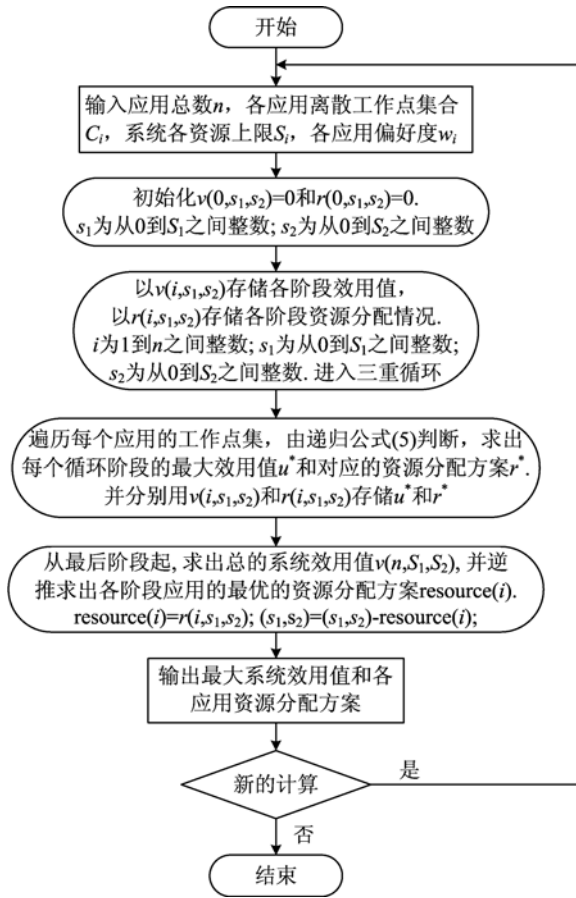 开始
输入应用总数n，各应用离散工作点集合
Cᵢ，系统各资源上限Sᵢ，各应用偏好度wᵢ
初始化v(0,s₁,s₂)=0和r(0,s₁,s₂)=0.
s₁为从0到S₁之间整数; s₂为从0到S₂之间整数
以v(i,s₁,s₂)存储各阶段效用值，
以r(i,s₁,s₂)存储各阶段资源分配情况.
i为1到n之间整数; s₁为从0到S₁之间整数;
s₂为从0到S₂之间整数. 进入三重循环
遍历每个应用的工作点集，由递归公式(5)判断，求出
每个循环阶段的最大效用值u*和对应的资源分配方案r*.
并分别用v(i,s₁,s₂)和r(i,s₁,s₂)存储u*和r*
从最后阶段起, 求出总的系统效用值v(n,S₁,S₂), 并逆
推求出各阶段应用的最优的资源分配方案resource(i).
resource(i)=r(i,s₁,s₂); (s₁,s₂)=(s₁,s₂)-resource(i);
输出最大系统效用值和各
应用资源分配方案
新的计算
是
否
结束